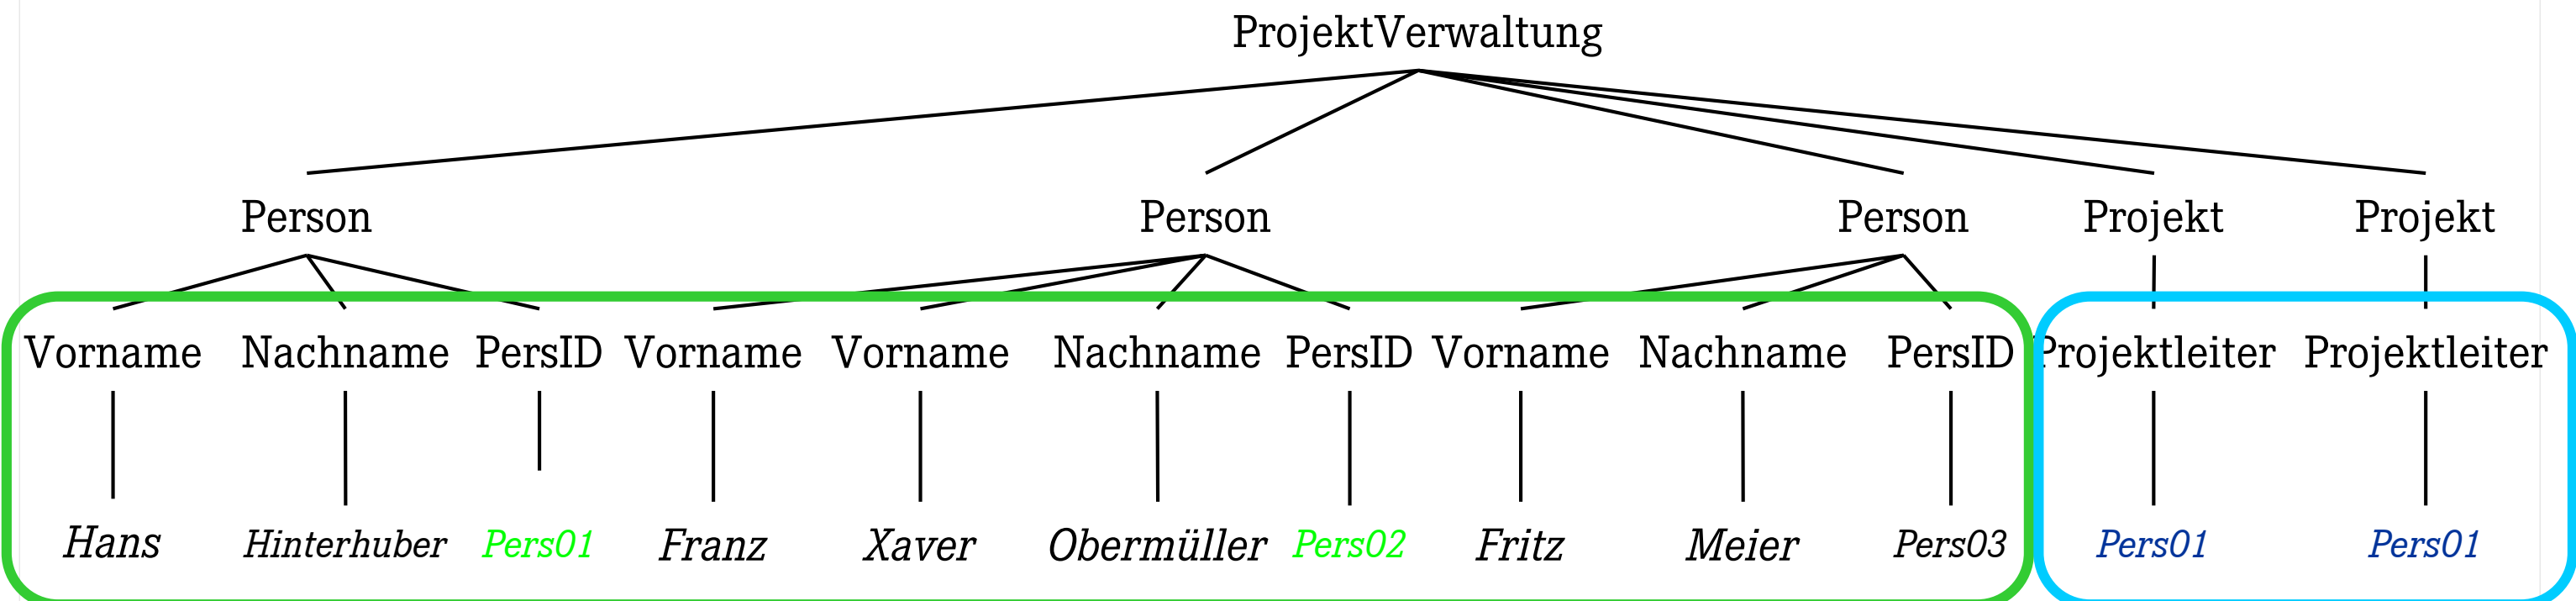 ProjektVerwaltung
Person Person Person Projekt Projekt
Vorname Nachname PersID Vorname Vorname Nachname PersID Vorname Nachname PersID Projektleiter Projektleiter
Hans Hinterhuber Pers01 Franz Xaver Obermüller Pers02 Fritz Meier Pers03 Pers01 Pers01